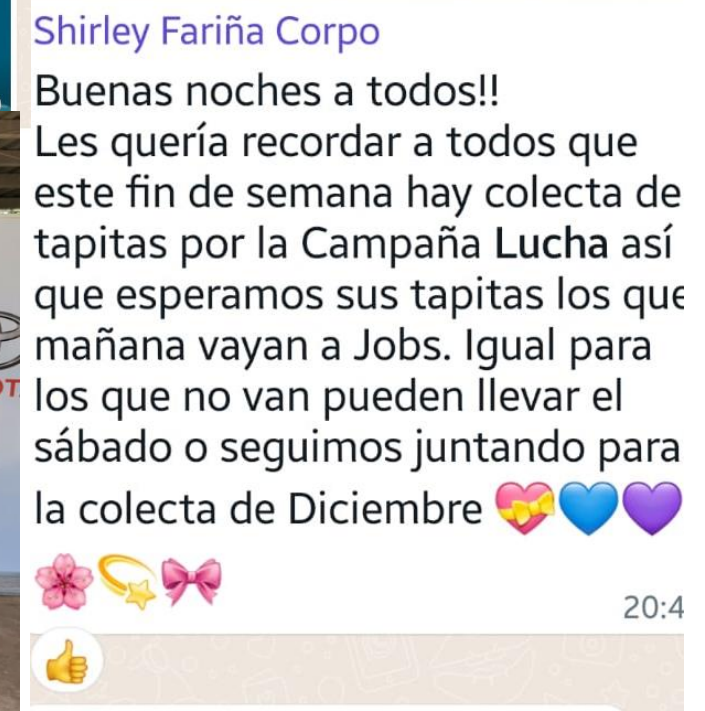 Shirley Fariña Corpo
Buenas noches a todos!!
Les quería recordar a todos que
este fin de semana hay colecta de
tapitas por la Campaña Lucha así
que esperamos sus tapitas los que
mañana vayan a Jobs. Igual para
los que no van pueden llevar el
sábado o seguimos juntando para
la colecta de Diciembre 💝💙💜
🌸💫🎀
20:4
OT